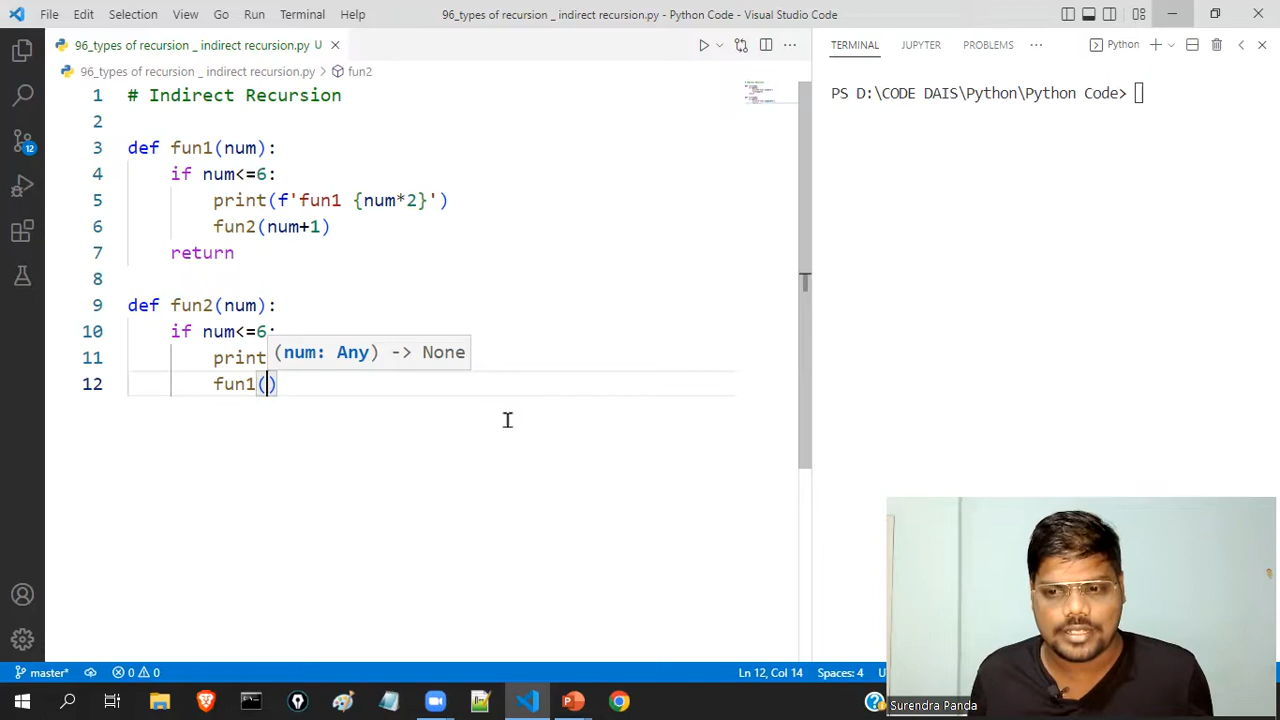 File Edit Selection View Go Run Terminal Help
96_types of recursion _ indirect recursion.py - Python Code - Visual Studio Code
96_types of recursion _ indirect recursion.py U
96_types of recursion _ indirect recursion.py > fun2
1 # Indirect Recursion
2
3 def fun1(num):
4 if num<=6:
5 print(f'fun1 {num*2}')
6 fun2(num+1)
7 return
8
9 def fun2(num):
10 if num<=6:
(num: Any) -> None
11 print
12 fun1()
TERMINAL JUPYTER PROBLEMS ··· Python
PS D:\CODE DAIS\Python\Python Code>
12
master* 0 0 Ln 12, Col 14 Spaces: 4
Surendra Panda